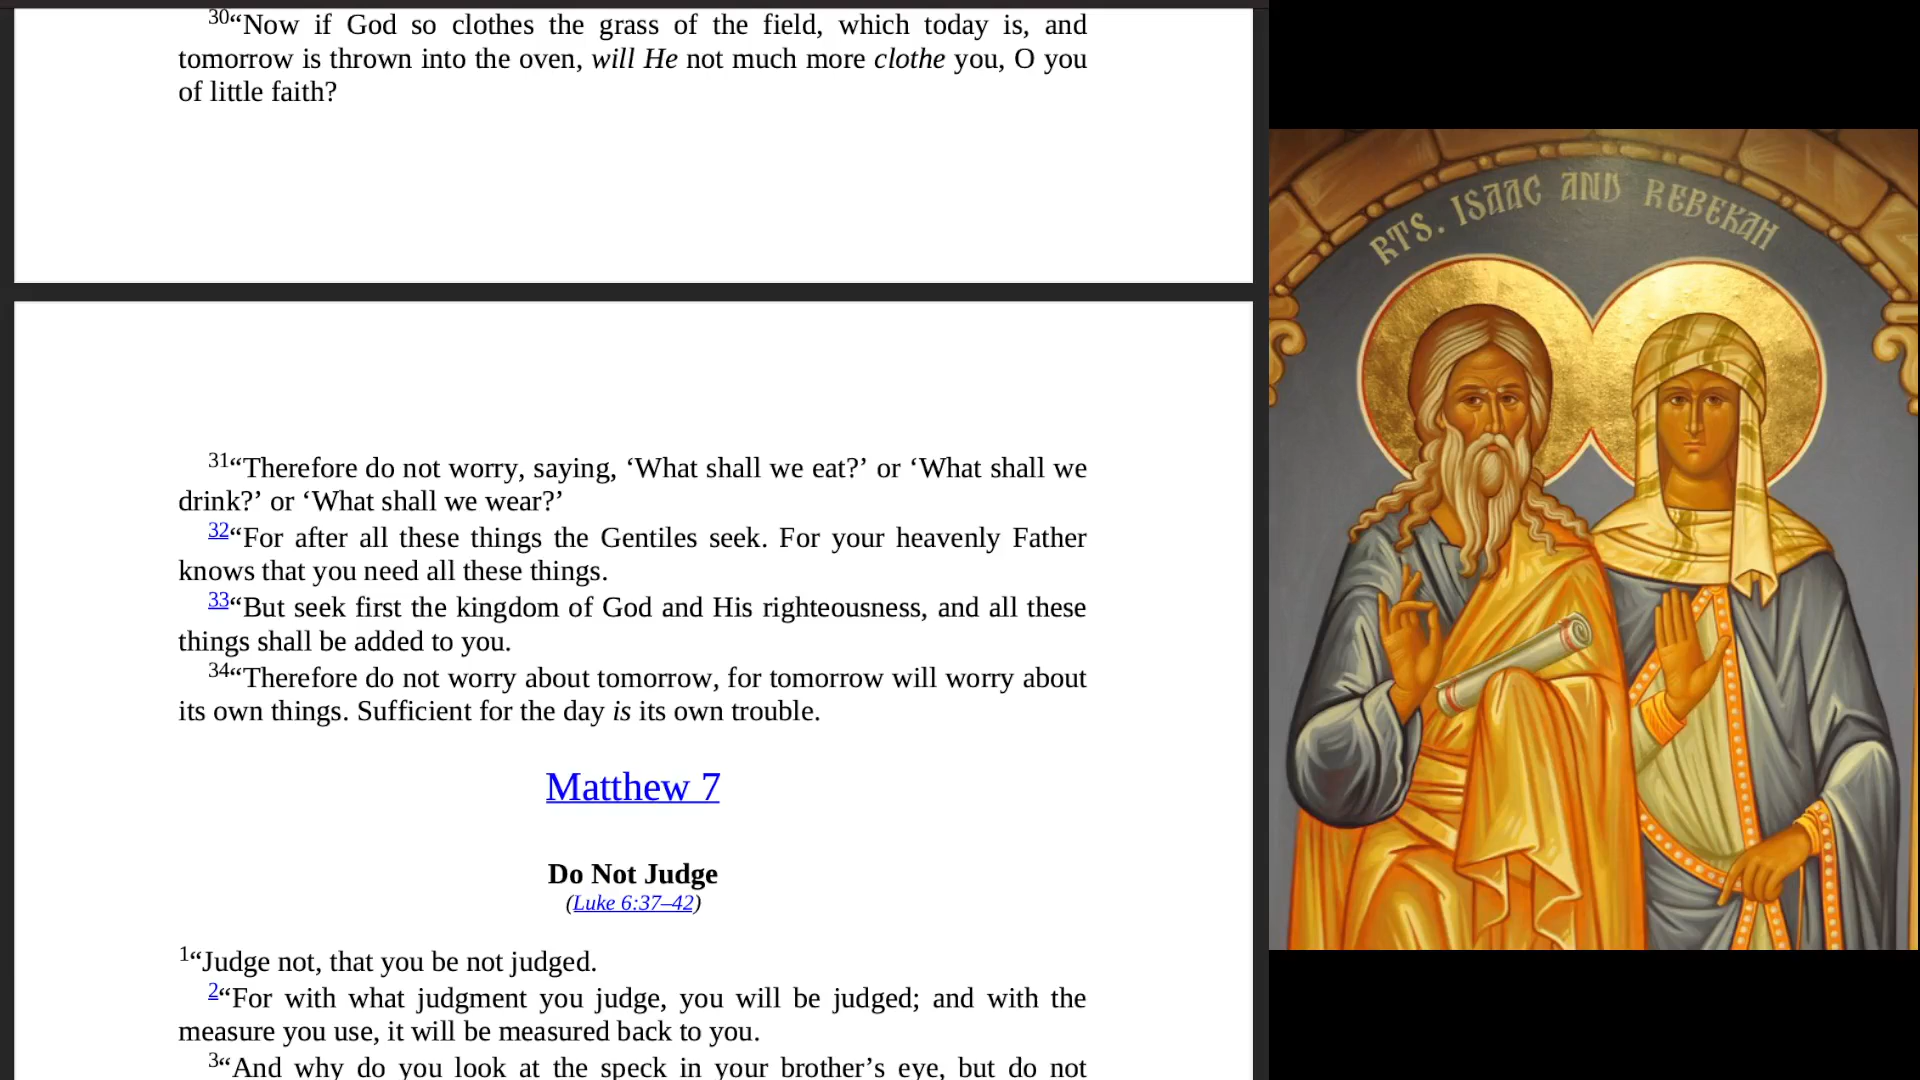 30“Now if God so clothes the grass of the field, which today is, and
tomorrow is thrown into the oven, will He not much more clothe you, O you
of little faith?
31“Therefore do not worry, saying, ‘What shall we eat?’ or ‘What shall we
drink?’ or ‘What shall we wear?’
32“For after all these things the Gentiles seek. For your heavenly Father
knows that you need all these things.
33“But seek first the kingdom of God and His righteousness, and all these
things shall be added to you.
34“Therefore do not worry about tomorrow, for tomorrow will worry about
its own things. Sufficient for the day is its own trouble.
Matthew 7
Do Not Judge
(Luke 6:37–42)
1“Judge not, that you be not judged.
2“For with what judgment you judge, you will be judged; and with the
measure you use, it will be measured back to you.
3“And why do you look at the speck in your brother’s eye, but do not
RTS. ISAAC AND REBEKAH